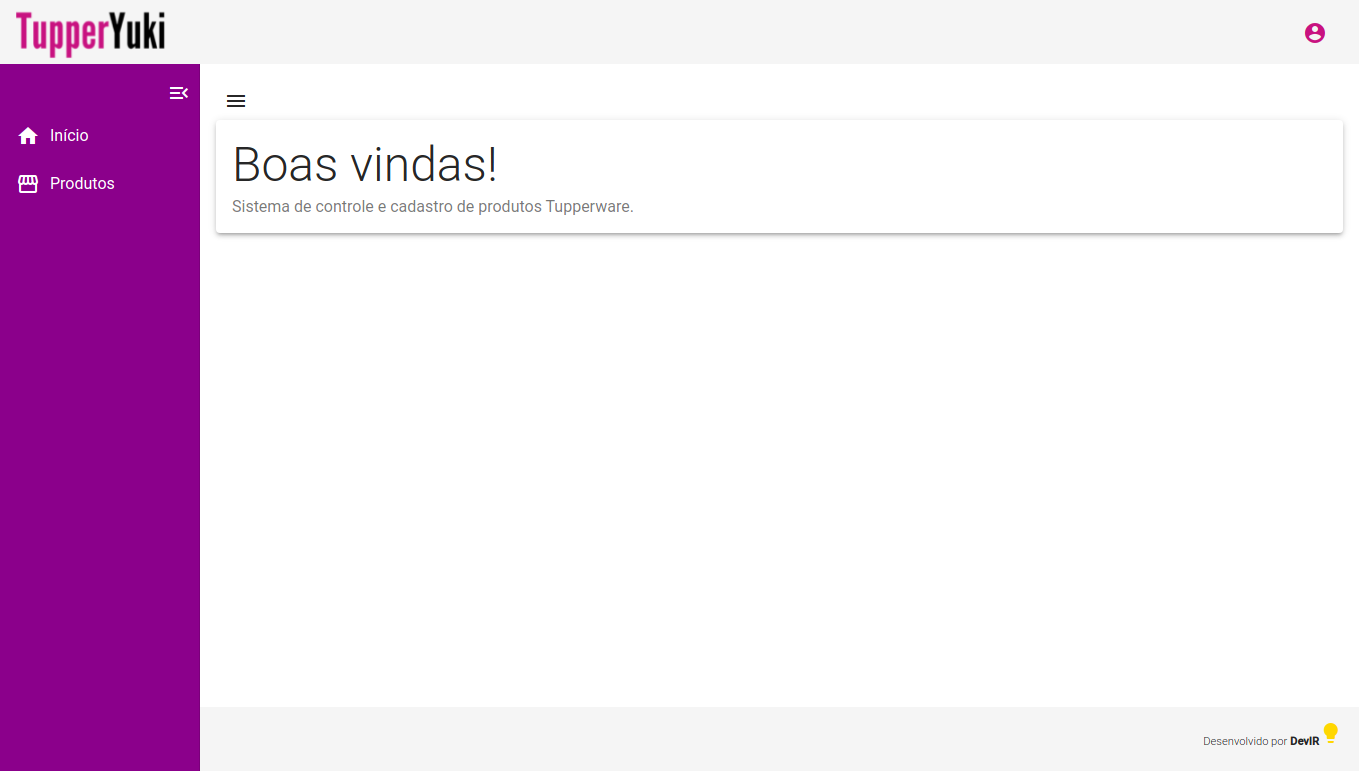 TupperYuki
Início
Produtos
Boas vindas!
Sistema de controle e cadastro de produtos Tupperware.
Desenvolvido por DevIR